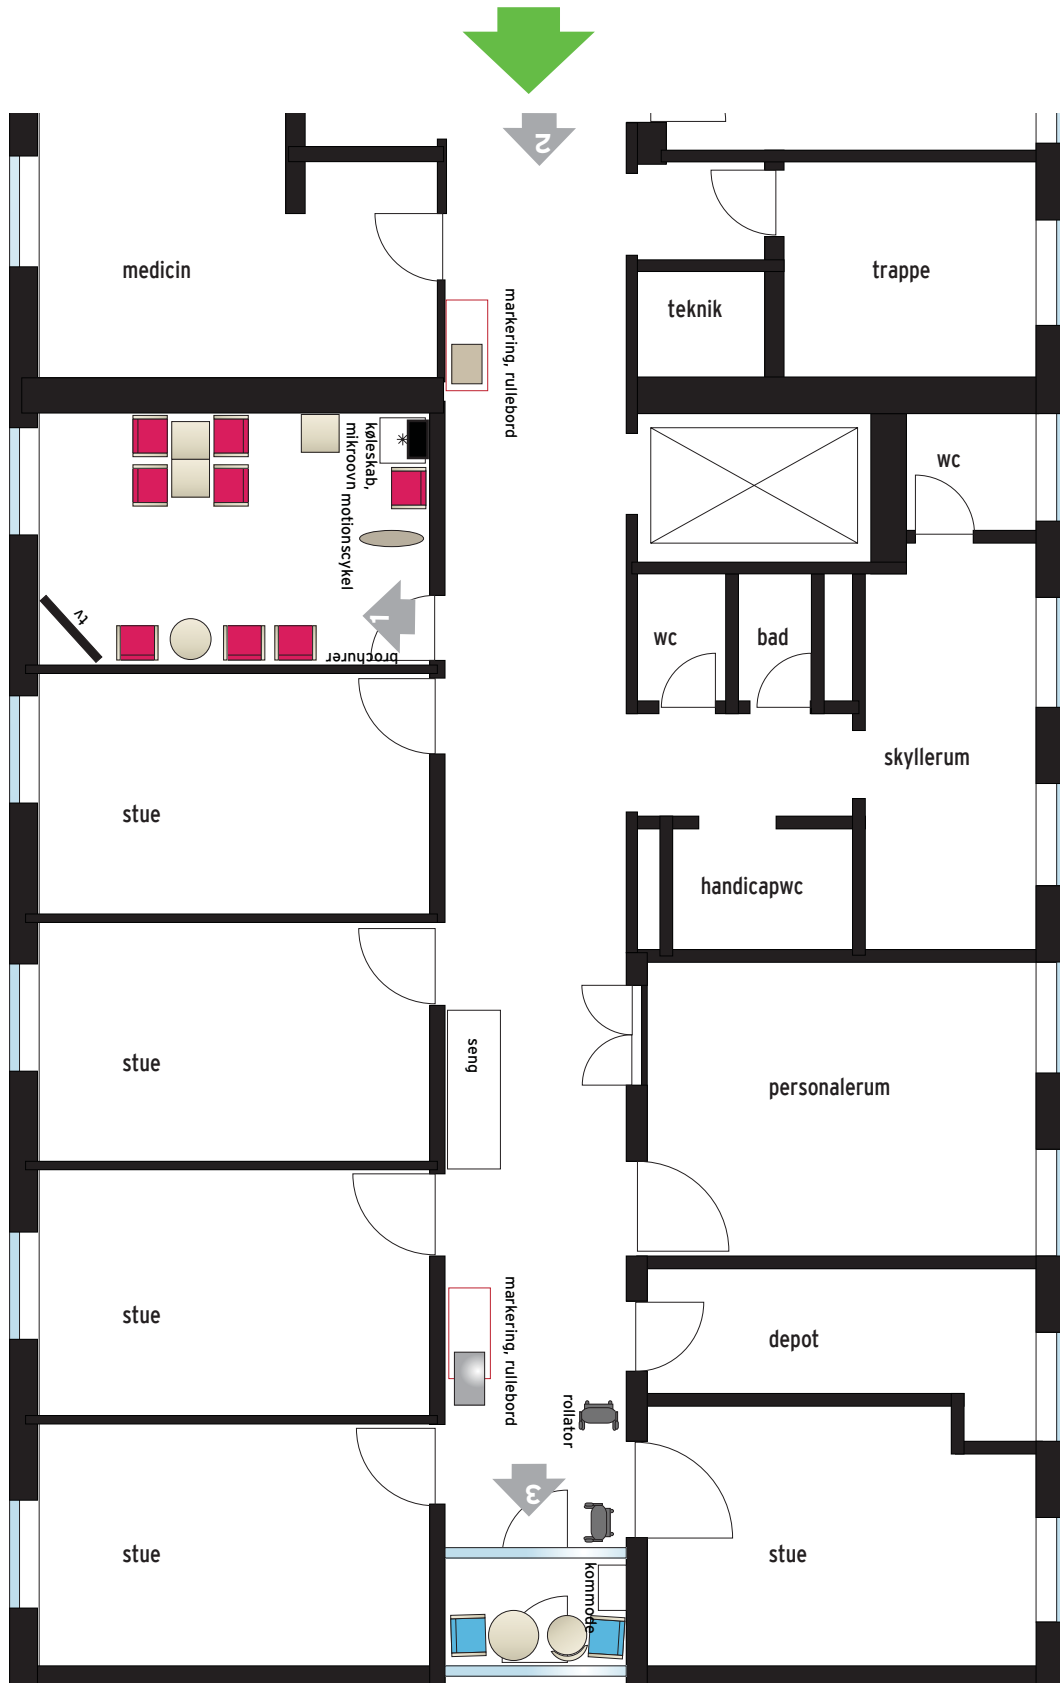 2
medicin
trappe
teknik
markering, rullebord
køleskab,
mikroovn
motionscykel
wc
1
tv
brochurer
wc
bad
skyllerum
stue
handicapwc
seng
stue
personalerum
markering, rullebord
stue
depot
rollator
3
stue
stue
kommode